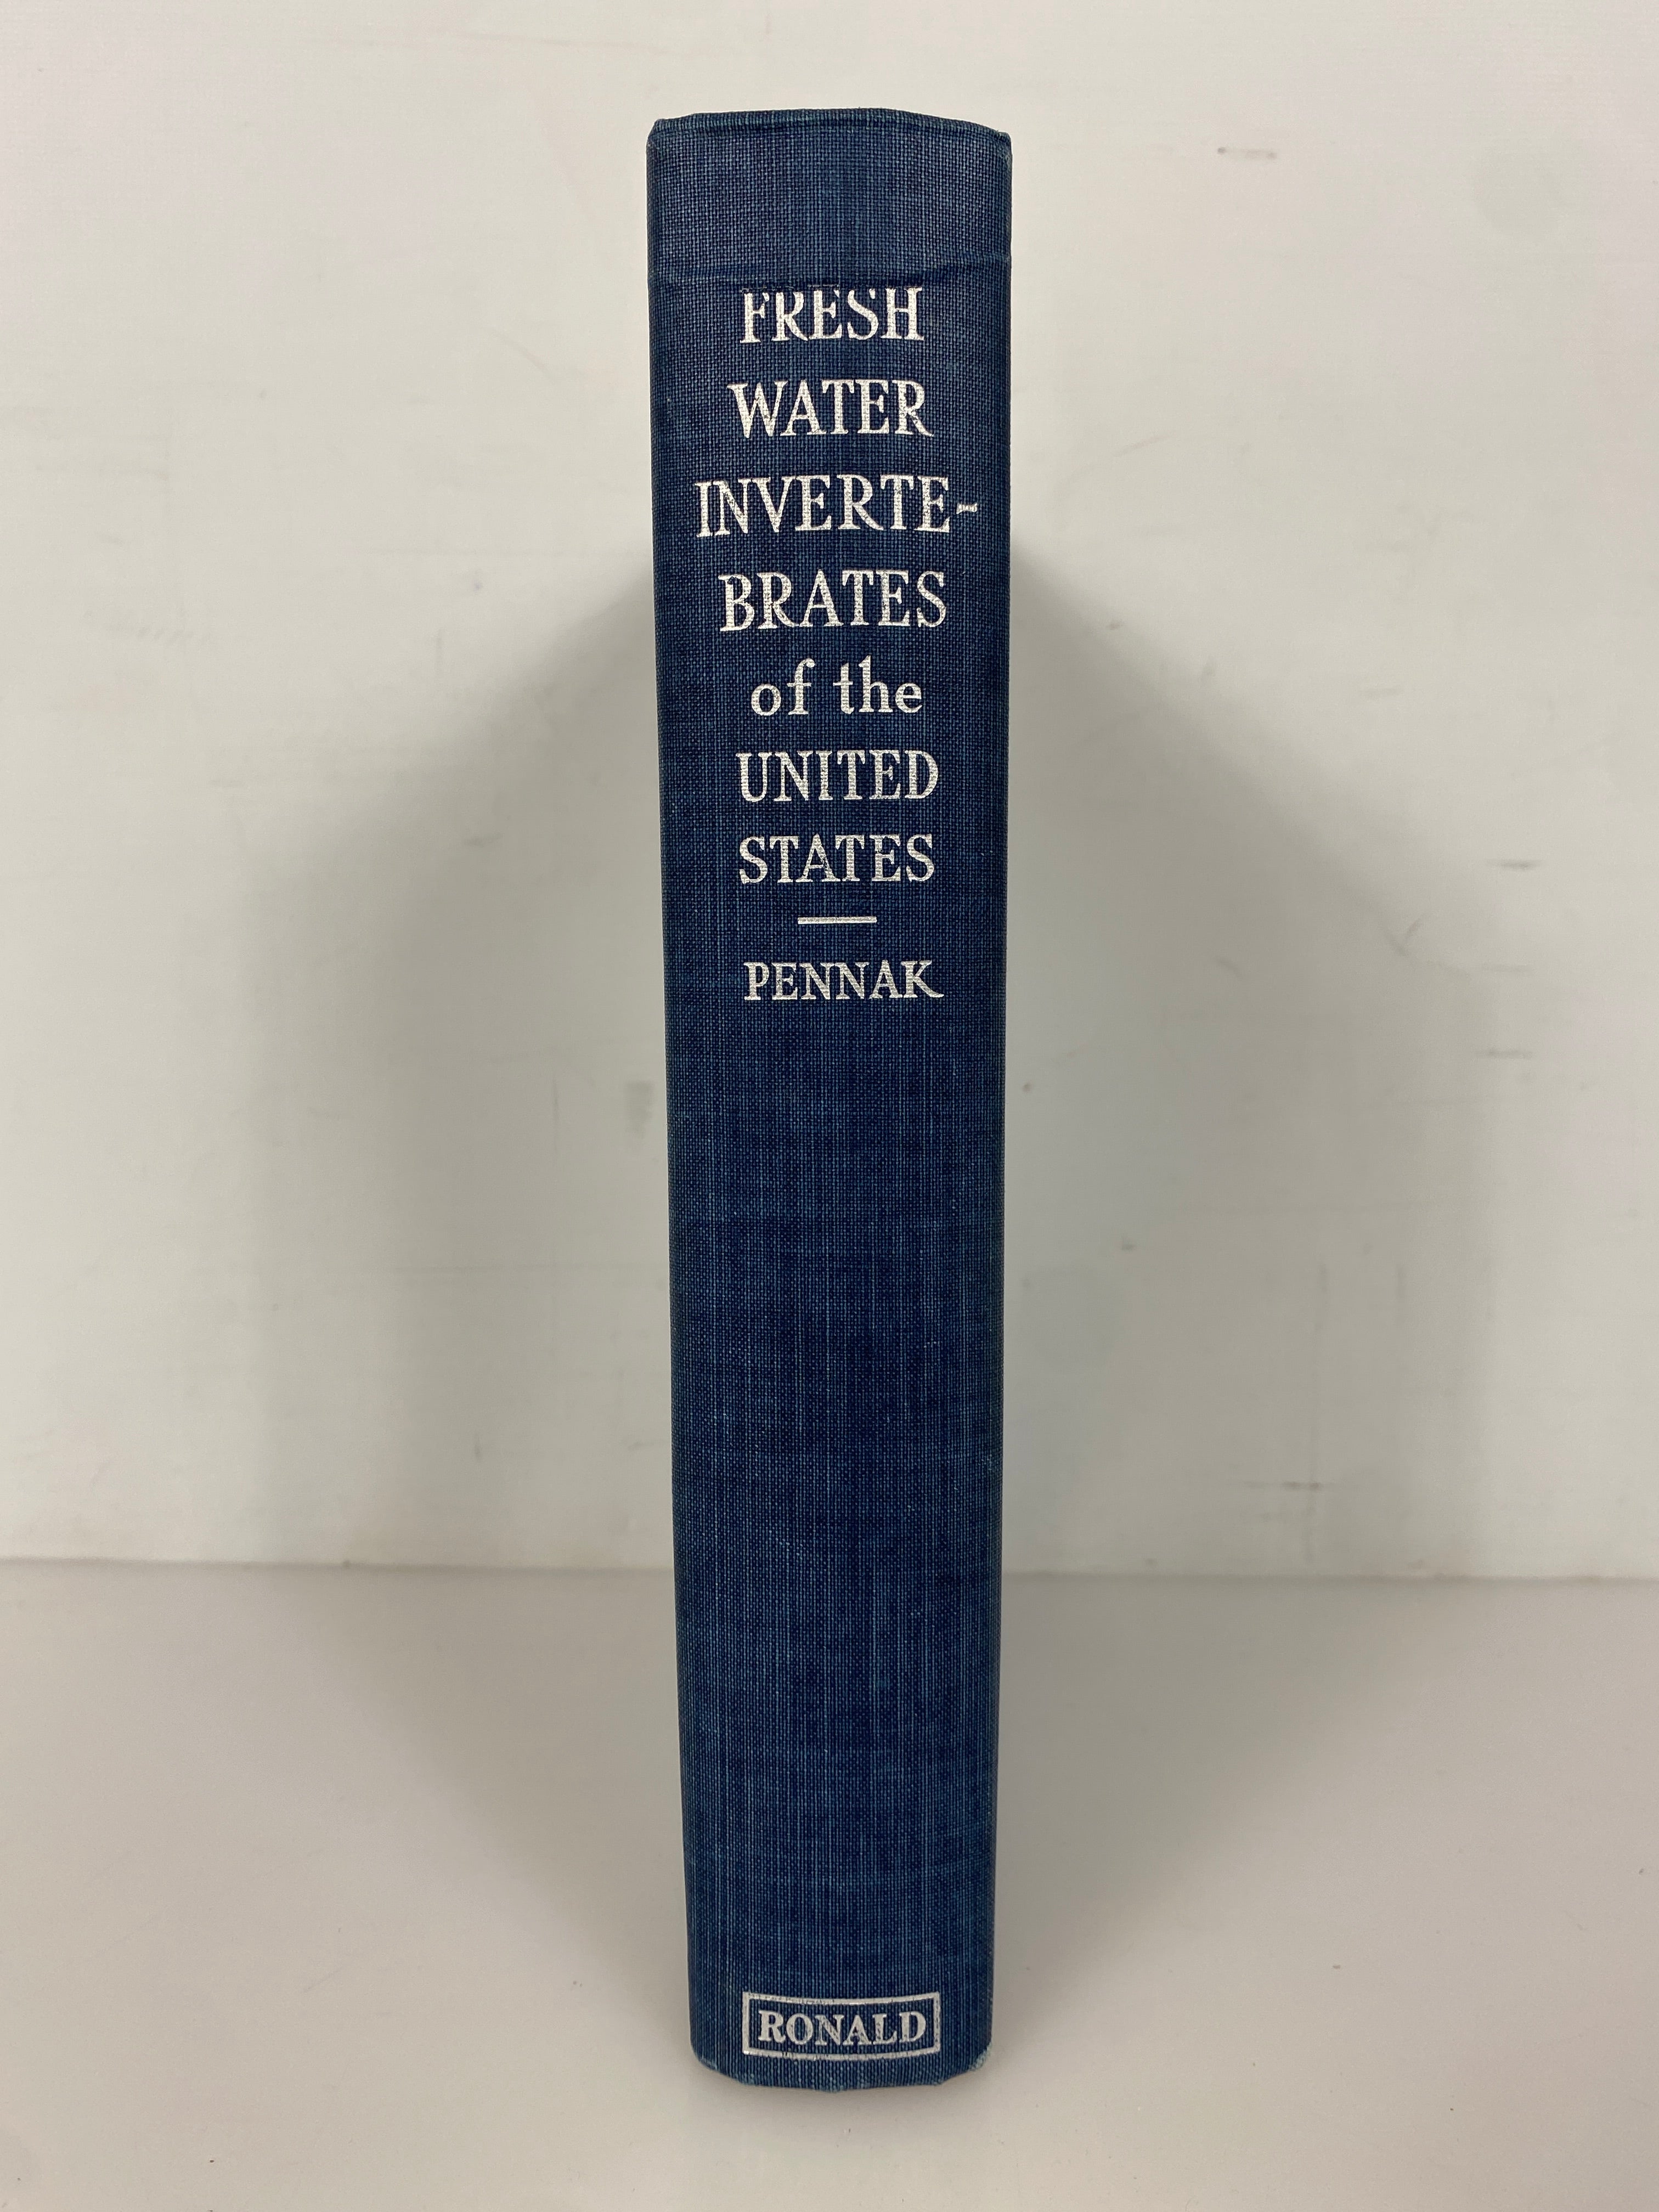 FRESH
WATER
INVERTE-
BRATES
of the
UNITED
STATES
PENNAK
RONALD